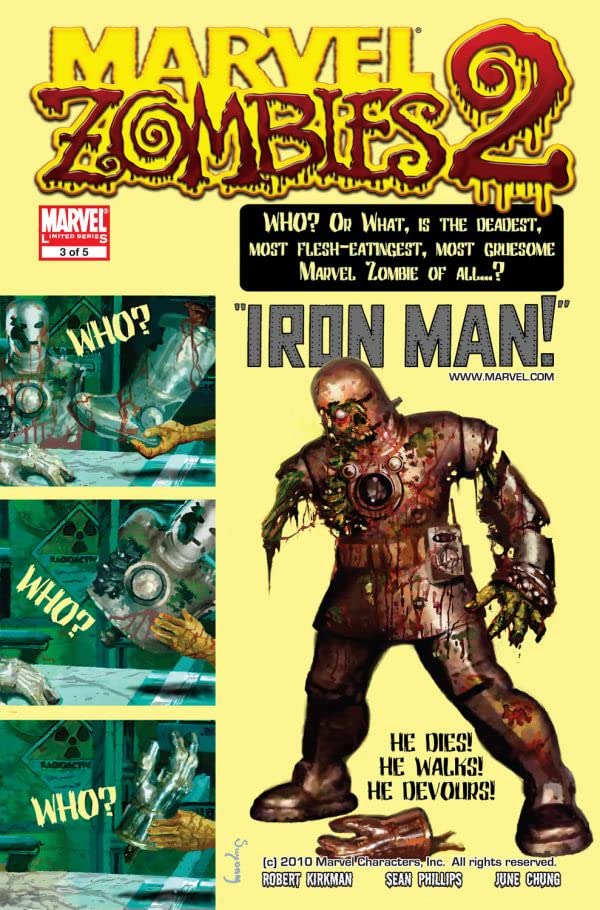 MARVEL
ZOMBIES 2
MARVEL®
LIMITED SERIES
3 of 5
WHO? OR WHAT, IS THE DEADEST,
MOST FLESH-EATINGEST, MOST GRUESOME
MARVEL ZOMBIE OF ALL...?
"IRON MAN!"
WWW.MARVEL.COM
WHO?
RADIOACTIV
WHO?
RADIOACTIVE
WHO?
HE DIES!
HE WALKS!
HE DEVOURS!
Suydam
(c) 2010 Marvel Characters, Inc. All rights reserved.
ROBERT KIRKMAN SEAN PHILLIPS JUNE CHUNG